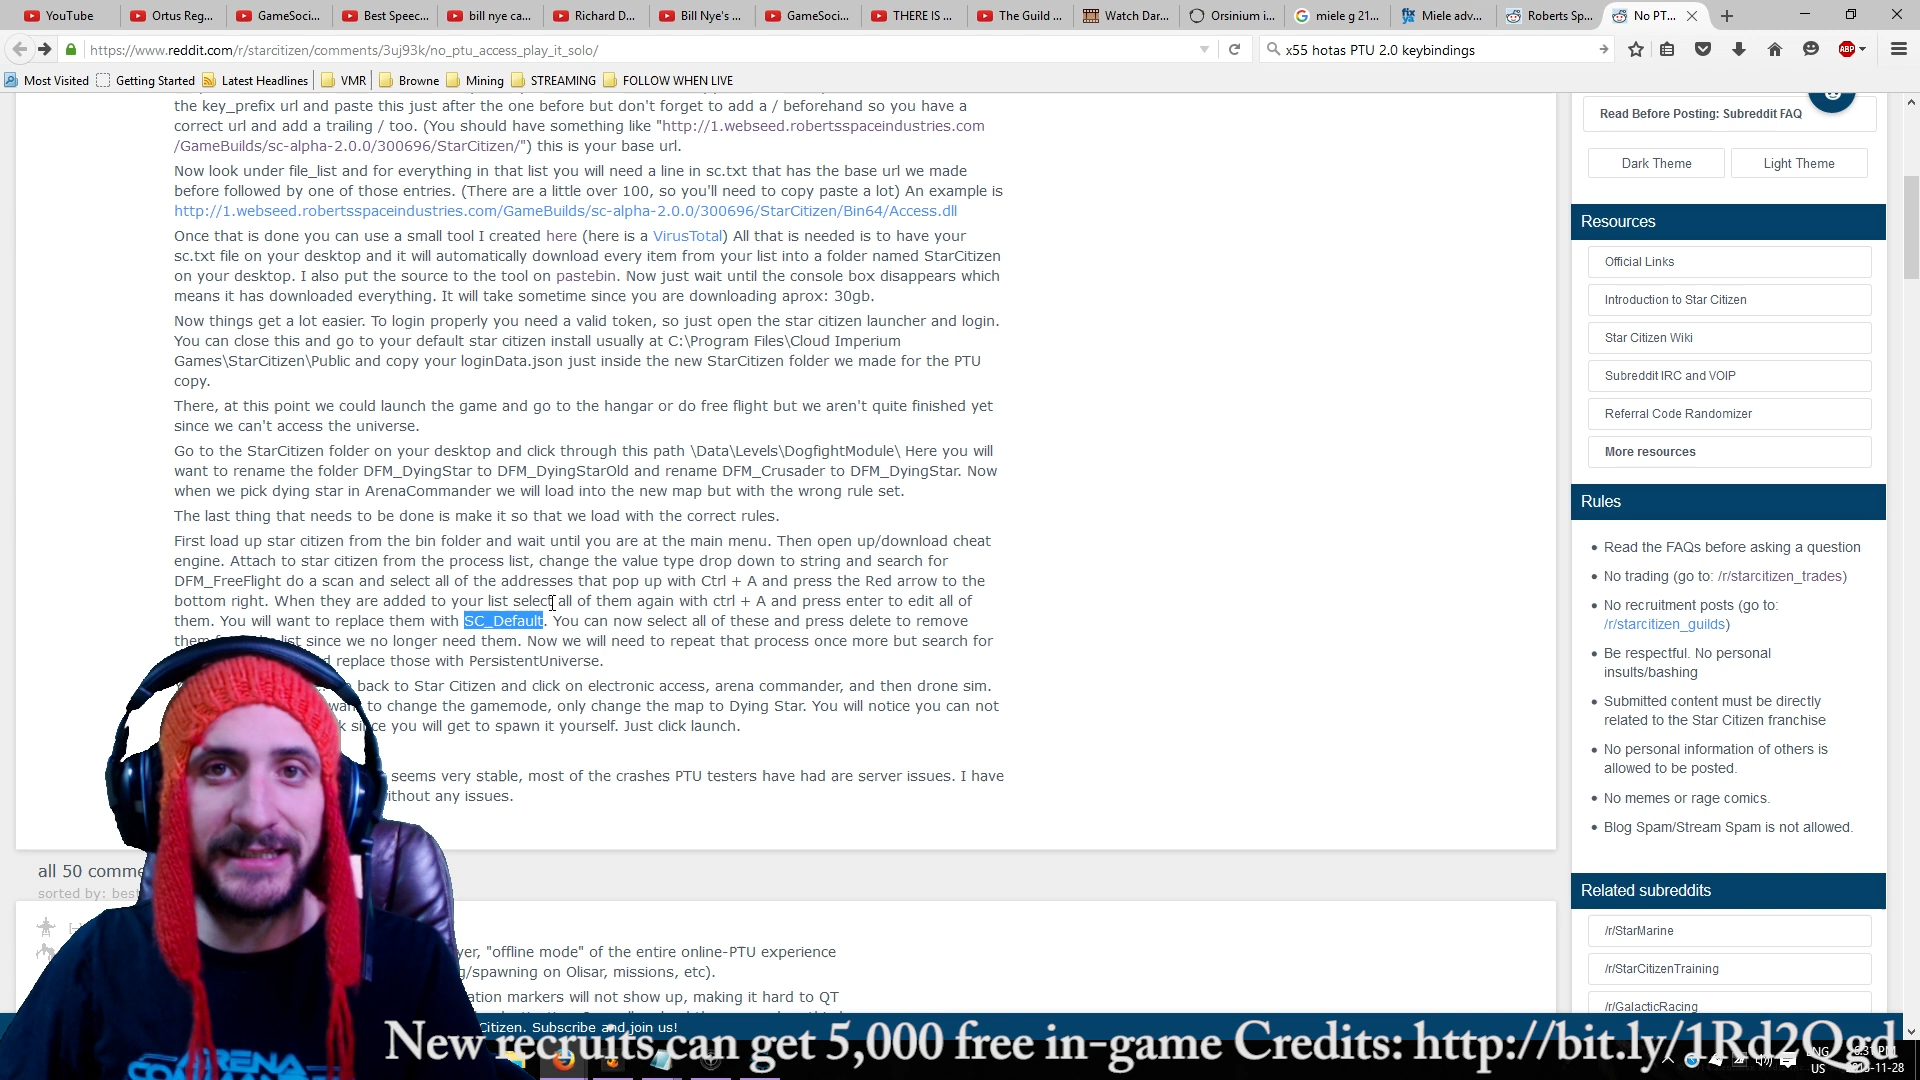 YouTube
Ortus Reg...
GameSoci...
Best Speec...
bill nye ca...
Richard D...
Bill Nye's ...
GameSoci...
THERE IS ...
The Guild ...
Watch Dar...
Orsinium i...
miele g 21...
Miele adv...
Roberts Sp...
No PT...
https://www.reddit.com/r/starcitizen/comments/3uj93k/no_ptu_access_play_it_solo/
x55 hotas PTU 2.0 keybindings
ABP
Most Visited
Getting Started
Latest Headlines
VMR
Browne
Mining
STREAMING
FOLLOW WHEN LIVE
the key_prefix url and paste this just after the one before but don't forget to add a / beforehand so you have a
correct url and add a trailing / too. (You should have something like "http://1.webseed.robertsspaceindustries.com
/GameBuilds/sc-alpha-2.0.0/300696/StarCitizen/") this is your base url.
Now look under file_list and for everything in that list you will need a line in sc.txt that has the base url we made
before followed by one of those entries. (There are a little over 100, so you'll need to copy paste a lot) An example is
http://1.webseed.robertsspaceindustries.com/GameBuilds/sc-alpha-2.0.0/300696/StarCitizen/Bin64/Access.dll
Once that is done you can use a small tool I created here (here is a VirusTotal) All that is needed is to have your
sc.txt file on your desktop and it will automatically download every item from your list into a folder named StarCitizen
on your desktop. I also put the source to the tool on pastebin. Now just wait until the console box disappears which
means it has downloaded everything. It will take sometime since you are downloading aprox: 30gb.
Now things get a lot easier. To login properly you need a valid token, so just open the star citizen launcher and login.
You can close this and go to your default star citizen install usually at C:\Program Files\Cloud Imperium
Games\StarCitizen\Public and copy your loginData.json just inside the new StarCitizen folder we made for the PTU
copy.
There, at this point we could launch the game and go to the hangar or do free flight but we aren't quite finished yet
since we can't access the universe.
Go to the StarCitizen folder on your desktop and click through this path \Data\Levels\DogfightModule\ Here you will
want to rename the folder DFM_DyingStar to DFM_DyingStarOld and rename DFM_Crusader to DFM_DyingStar. Now
when we pick dying star in ArenaCommander we will load into the new map but with the wrong rule set.
The last thing that needs to be done is make it so that we load with the correct rules.
First load up star citizen from the bin folder and wait until you are at the main menu. Then open up/download cheat
engine. Attach to star citizen from the process list, change the value type drop down to string and search for
DFM_FreeFlight do a scan and select all of the addresses that pop up with Ctrl + A and press the Red arrow to the
bottom right. When they are added to your list select all of them again with ctrl + A and press enter to edit all of
them. You will want to replace them with SC_Default. You can now select all of these and press delete to remove
list since we no longer need them. Now we will need to repeat that process once more but search for
replace those with PersistentUniverse.
back to Star Citizen and click on electronic access, arena commander, and then drone sim.
to change the gamemode, only change the map to Dying Star. You will notice you can not
since you will get to spawn it yourself. Just click launch.
seems very stable, most of the crashes PTU testers have had are server issues. I have
without any issues.
all 50 comme
sorted by: best
"offline mode" of the entire online-PTU experience
g/spawning on Olisar, missions, etc).
markers will not show up, making it hard to QT
Citizen. Subscribe and join us!
Read Before Posting: Subreddit FAQ
Dark Theme
Light Theme
Resources
Official Links
Introduction to Star Citizen
Star Citizen Wiki
Subreddit IRC and VOIP
Referral Code Randomizer
More resources
Rules
Read the FAQs before asking a question
No trading (go to: /r/starcitizen_trades)
No recruitment posts (go to:
/r/starcitizen_guilds)
Be respectful. No personal
insults/bashing
Submitted content must be directly
related to the Star Citizen franchise
No personal information of others is
allowed to be posted.
No memes or rage comics.
Blog Spam/Stream Spam is not allowed.
Related subreddits
/r/StarMarine
/r/StarCitizenTraining
/r/GalacticRacing
New recruits can get 5,000 free in-game Credits: http://bit.ly/1Rd2Qgd
ARENA
ENG
US
2015-11-28